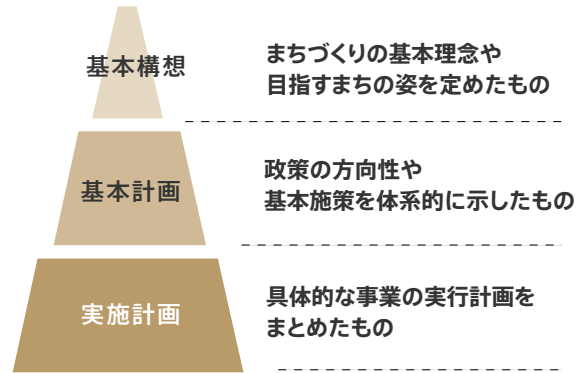 基本構想
まちづくりの基本理念や
目指すまちの姿を定めたもの
基本計画
政策の方向性や
基本施策を体系的に示したもの
実施計画
具体的な事業の実行計画を
まとめたもの